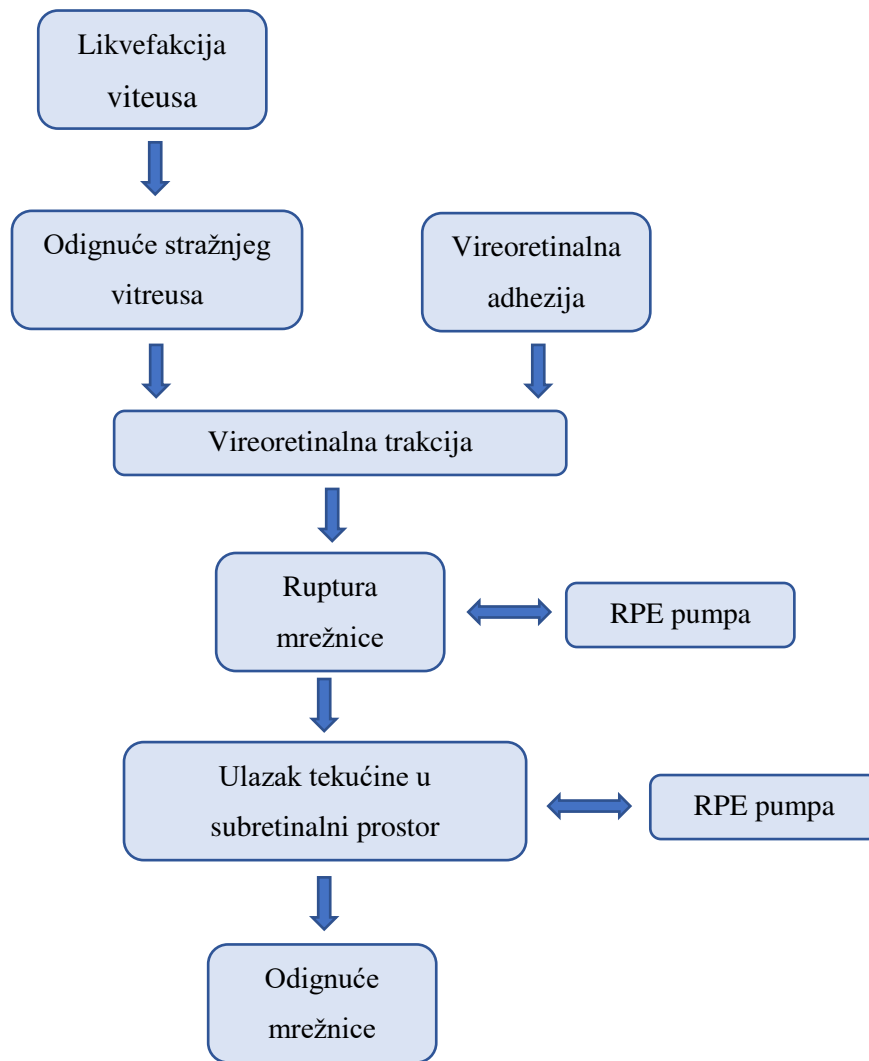 Likvefakcija
viteusa
Odignuće stražnjeg
vitreusa
Vireoretinalna
adhezija
Vireoretinalna trakcija
Ruptura
mrežnice
RPE pumpa
Ulazak tekućine u
subretinalni prostor
RPE pumpa
Odignuće
mrežnice